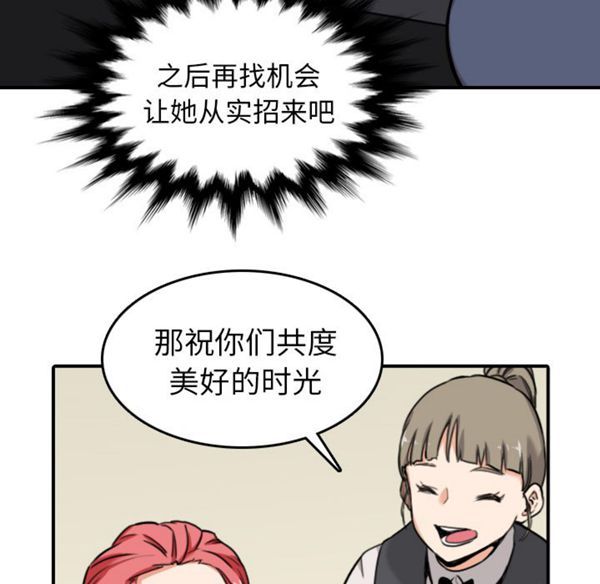 之后再找机会
让她从实招来吧
那祝你们共度
美好的时光